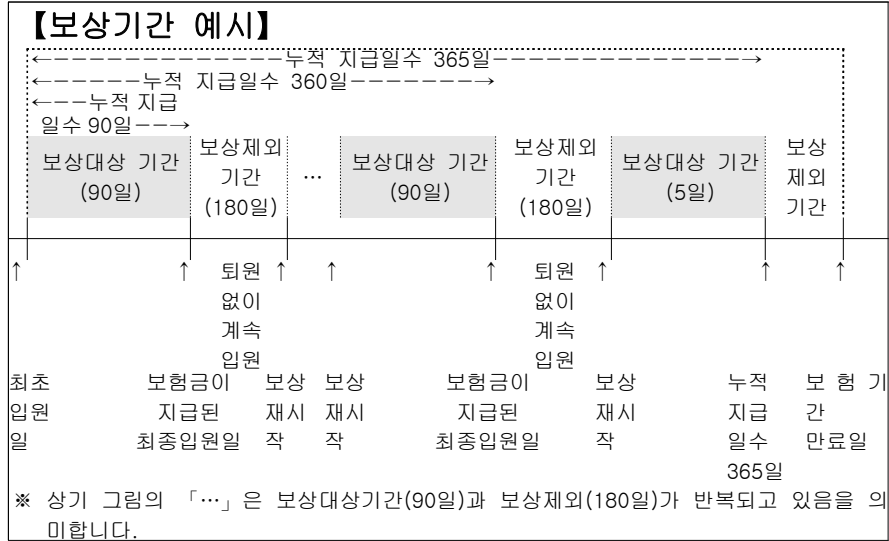 【보상기간 예시】
←−−−−−−−−−−−−−−누적 지급일수 365일−−−−−−−−−−−−−−−→
←−−−−−−누적 지급일수 360일−−−−−−−−→
←−−누적 지급
일수 90일−−→
보상대상 기간
(90일)
보상제외
기간
(180일)
…
보상대상 기간
(90일)
보상제외
기간
(180일)
보상대상 기간
(5일)
보상
제외
기간
↑ ↑ ↑ ↑ ↑ ↑ ↑ ↑
퇴원
없이
계속
입원
퇴원
없이
계속
입원
최초
입원
일
보험금이
지급된
최종입원일
보상
재시
작
보상
재시
작
보험금이
지급된
최종입원일
보상
재시
작
누적
지급
일수
365일
보 험 기
간
만료일
※ 상기 그림의 「…」은 보상대상기간(90일)과 보상제외(180일)가 반복되고 있음을 의
미합니다.